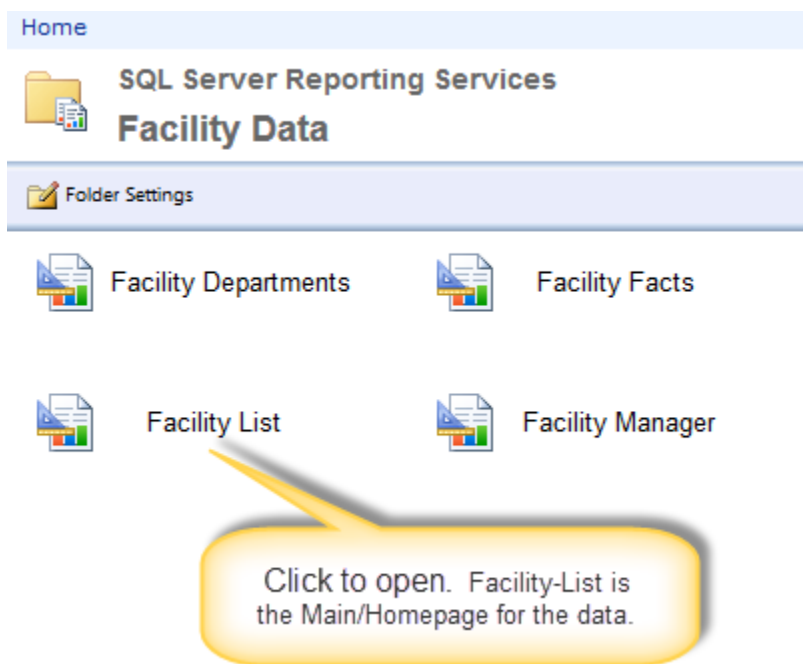 Home
SQL Server Reporting Services
Facility Data
Folder Settings
Facility Departments
Facility Facts
Facility List
Facility Manager
Click to open. Facility-List is
the Main/Homepage for the data.